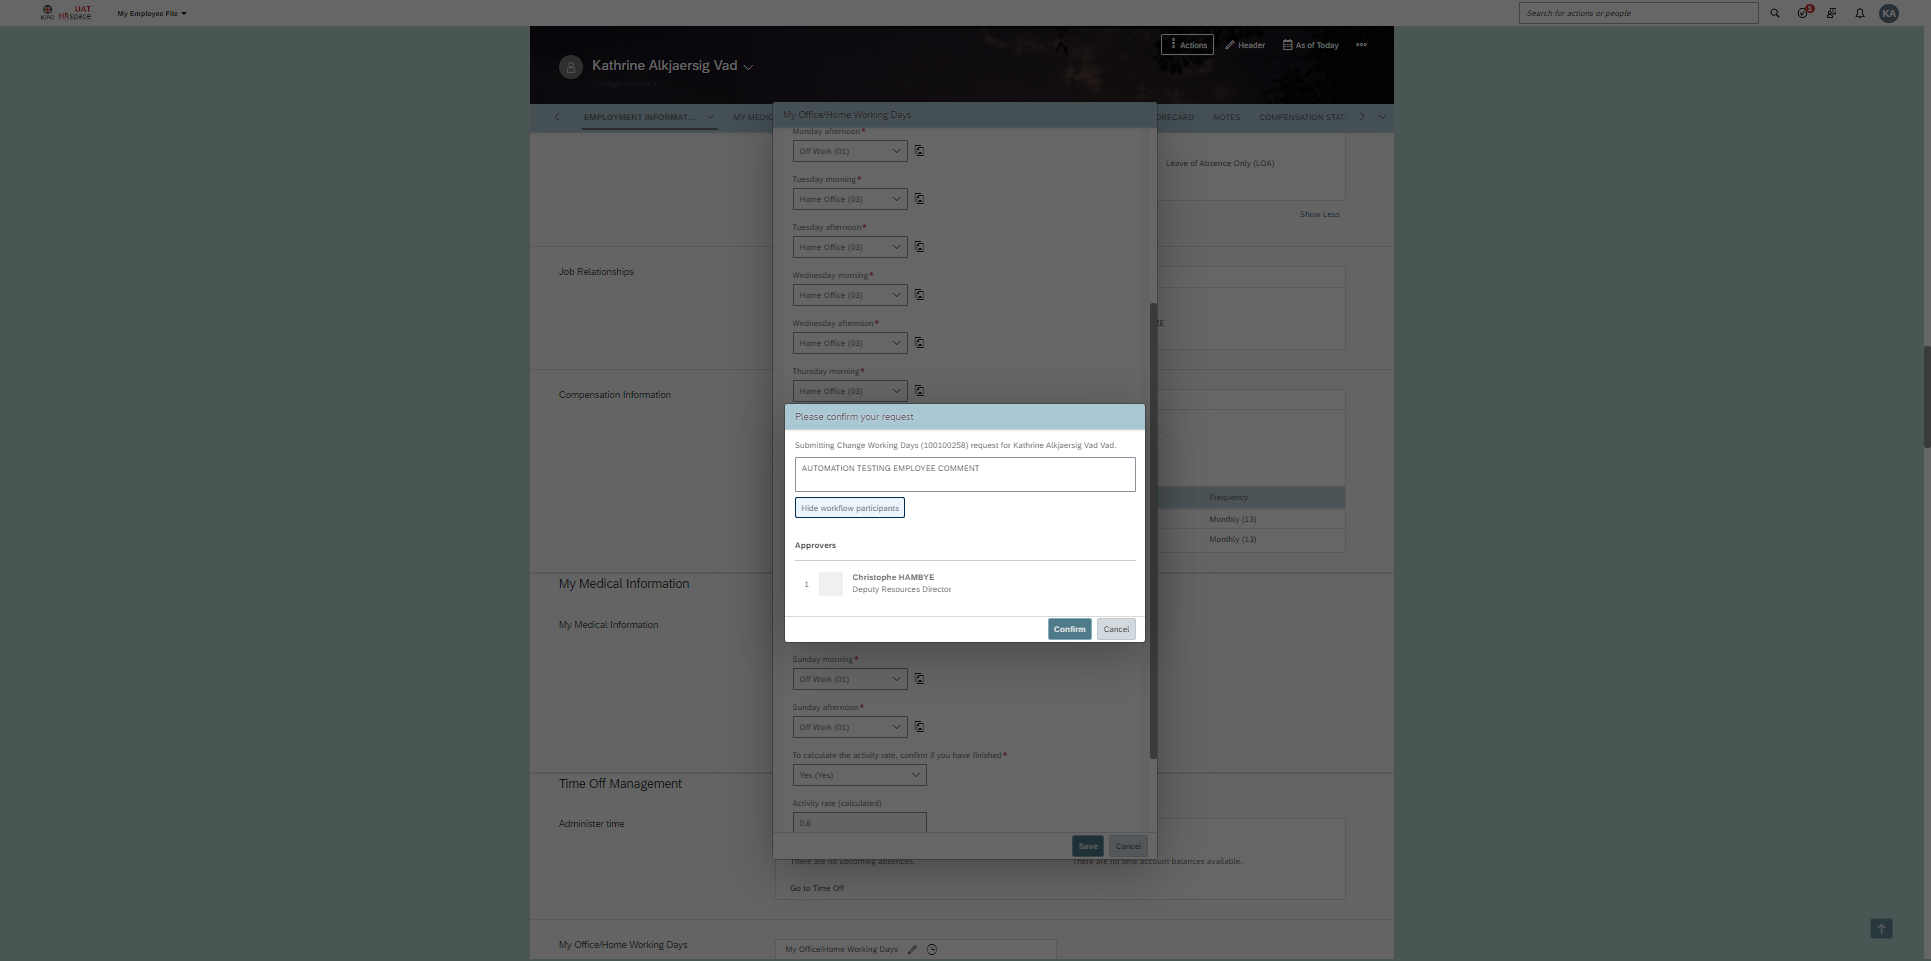 ICRC UAT HRspace
My Employee File
Search for actions or people
1
KA
Actions
Header
As of Today
Kathrine Alkjaersig Vad
EMPLOYMENT INFORMAT...
MY MEDIC
ORECARD
NOTES
COMPENSATION STAT
My Office/Home Working Days
Monday afternoon*
Off Work (01)
Leave of Absence Only (LOA)
Tuesday morning*
Home Office (03)
Show Less
Tuesday afternoon*
Home Office (03)
Job Relationships
Wednesday morning*
Home Office (03)
Wednesday afternoon*
ZE
Home Office (03)
Thursday morning*
Home Office (03)
Compensation Information
Please confirm your request
Submitting Change Working Days (100100258) request for Kathrine Alkjaersig Vad Vad.
AUTOMATION TESTING EMPLOYEE COMMENT
Hide workflow participants
Frequency
Monthly (13)
Monthly (13)
Approvers
1
Christophe HAMBYE
Deputy Resources Director
Confirm
Cancel
My Medical Information
My Medical Information
Sunday morning*
Off Work (01)
Sunday afternoon*
Off Work (01)
To calculate the activity rate, confirm if you have finished*
Yes (Yes)
Time Off Management
Activity rate (calculated)
0.8
Administer time
Save
Cancel
There are no upcoming absences.
There are no time account balances available.
Go to Time Off
My Office/Home Working Days
My Office/Home Working Days